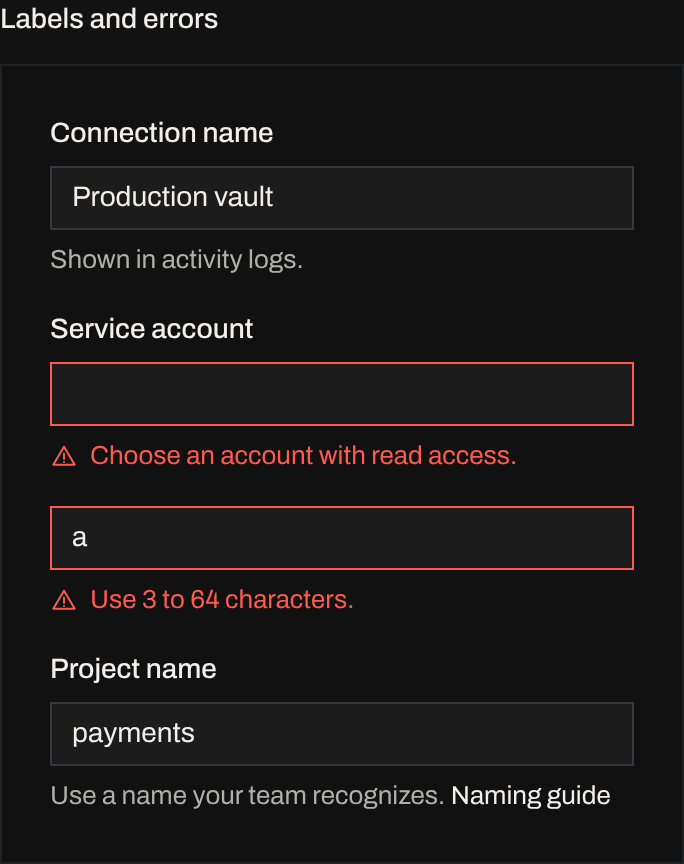 Labels and errors
Connection name
Production vault
Shown in activity logs.
Service account
Choose an account with read access.
a
Use 3 to 64 characters.
Project name
payments
Use a name your team recognizes. Naming guide